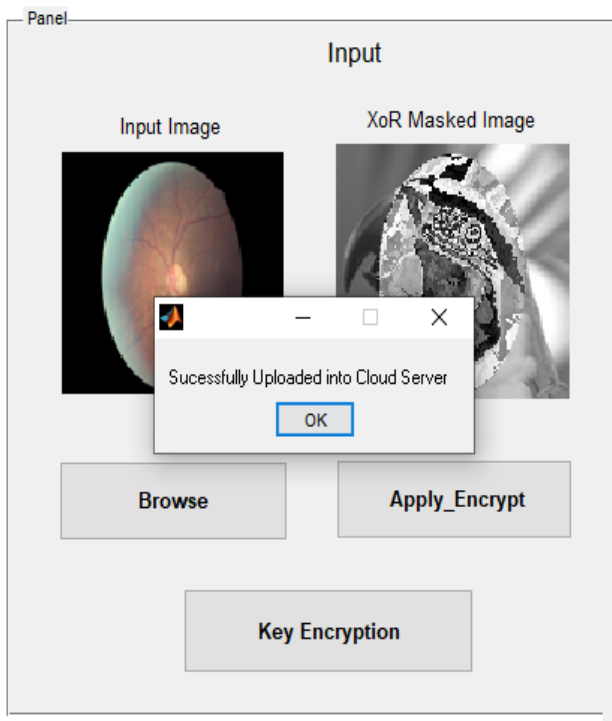 Panel
Input
Input Image
XoR Masked Image
Sucessfully Uploaded into Cloud Server
OK
Browse
Apply_Encrypt
Key Encryption